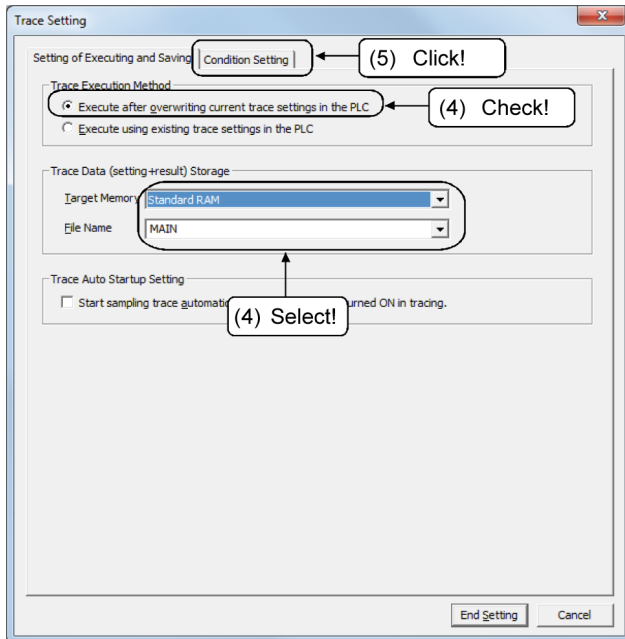 Trace Setting
Setting of Executing and Saving Condition Setting (5) Click!
Trace Execution Method
Execute after overwriting current trace settings in the PLC (4) Check!
Execute using existing trace settings in the PLC
Trace Data (setting+result) Storage
Target Memory Standard RAM
File Name MAIN
Trace Auto Startup Setting
Start sampling trace urned ON in tracing.
(4) Select!
End Setting Cancel